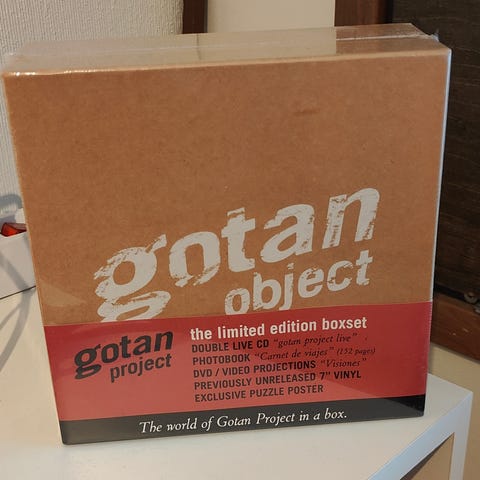 gotan
object
gotan
project
the limited edition boxset
DOUBLE LIVE CD "gotan project live"
PHOTOBOOK "Carnet de viajes" (152 pages)
DVD / VIDEO PROJECTIONS "Visiones"
PREVIOUSLY UNRELEASED 7" VINYL
EXCLUSIVE PUZZLE POSTER
The world of Gotan Project in a box.